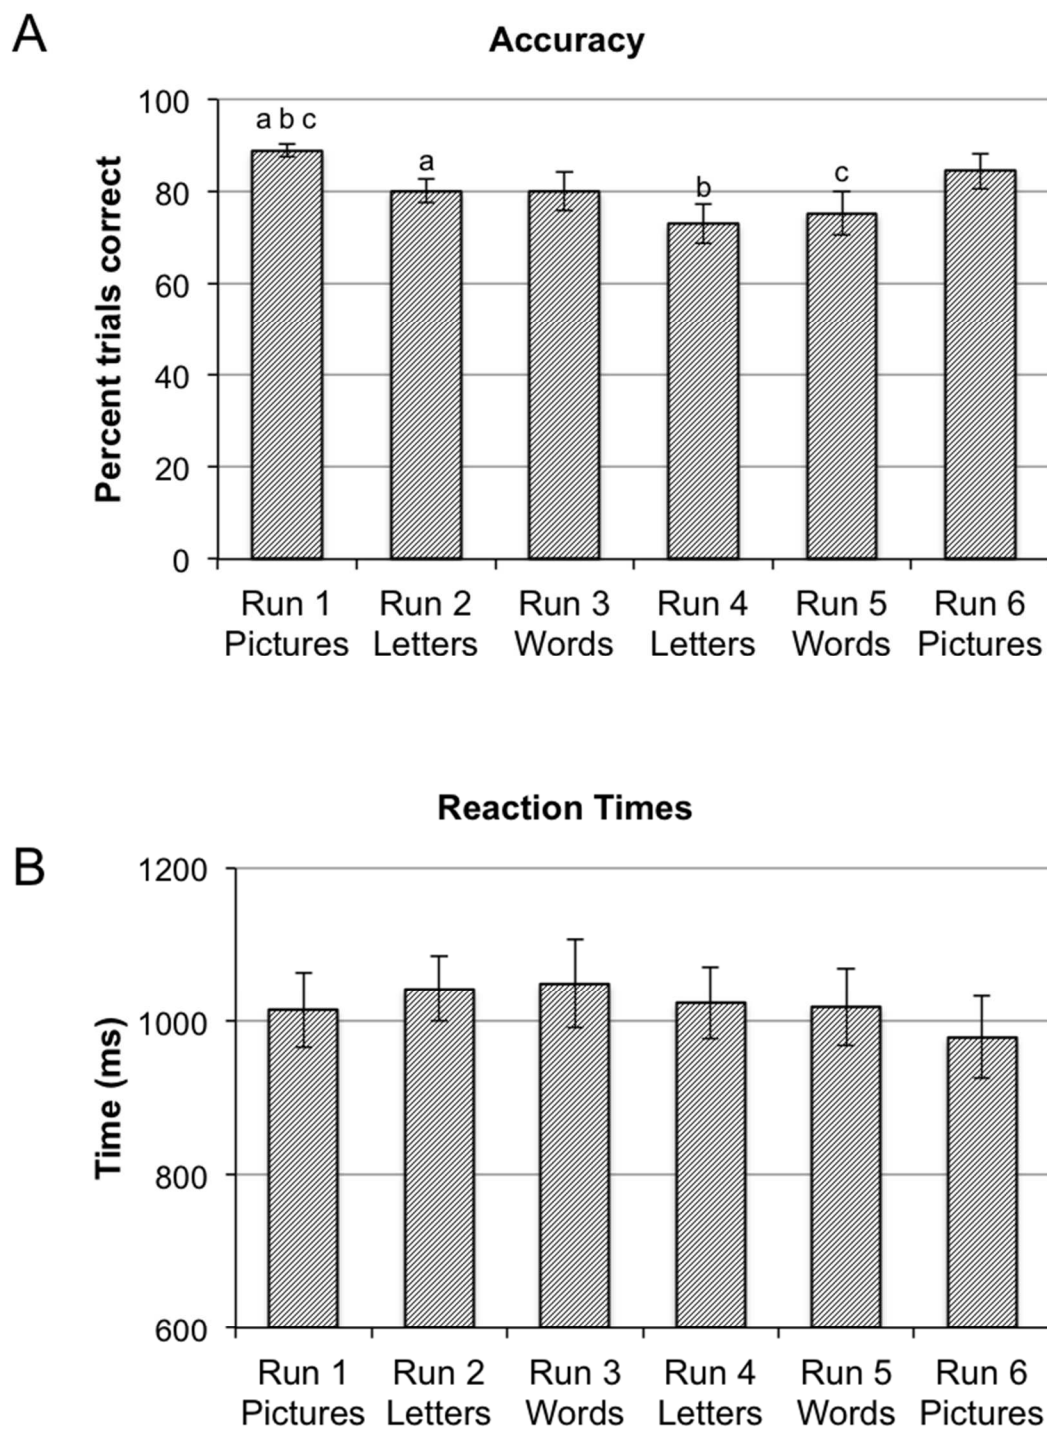 A
Accuracy
Percent trials correct
100
80
60
40
20
0
a b c
a
b
c
Run 1 Run 2 Run 3 Run 4 Run 5 Run 6
Pictures Letters Words Letters Words Pictures
Reaction Times
B
Time (ms)
1200
1000
800
600
Run 1 Run 2 Run 3 Run 4 Run 5 Run 6
Pictures Letters Words Letters Words Pictures